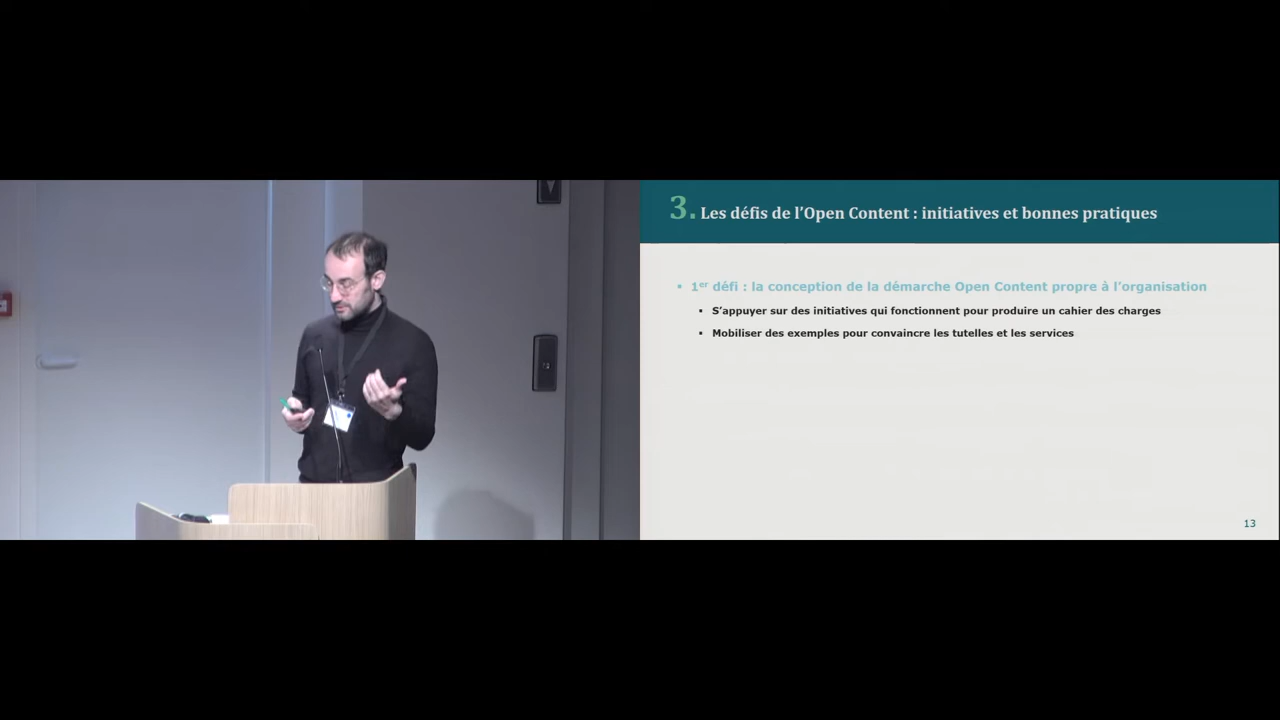 3. Les défis de l’Open Content : initiatives et bonnes pratiques
• 1er défi : la conception de la démarche Open Content propre à l’organisation
▪ S’appuyer sur des initiatives qui fonctionnent pour produire un cahier des charges
▪ Mobiliser des exemples pour convaincre les tutelles et les services
13